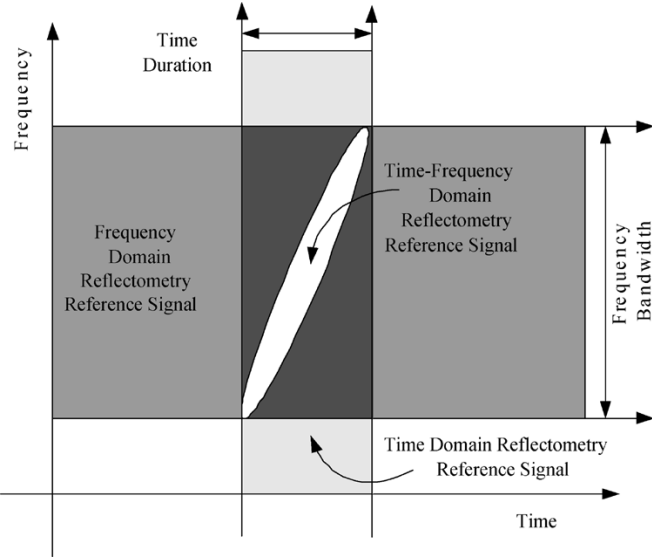 Time
Duration
Frequency
Time-Frequency
Domain
Reflectometry
Reference Signal
Frequency
Domain
Reflectometry
Reference Signal
Frequency
Bandwidth
Time Domain Reflectometry
Reference Signal
Time